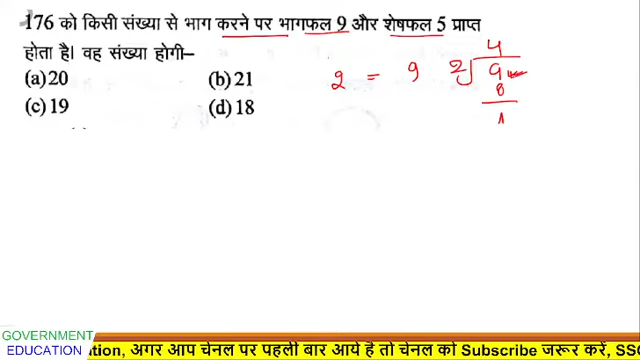 176 को किसी संख्या से भाग करने पर भागफल 9 और शेषफल 5 प्राप्त
होता है। वह संख्या होगी–
(a) 20 (b) 21
(c) 19 (d) 18
4
2 = 9 2 9
8
1
GOVERNMENT
EDUCATION
ation, अगर आप चेनल पर पहली बार आये है तो चेनल को Subscribe जरूर करें, SS